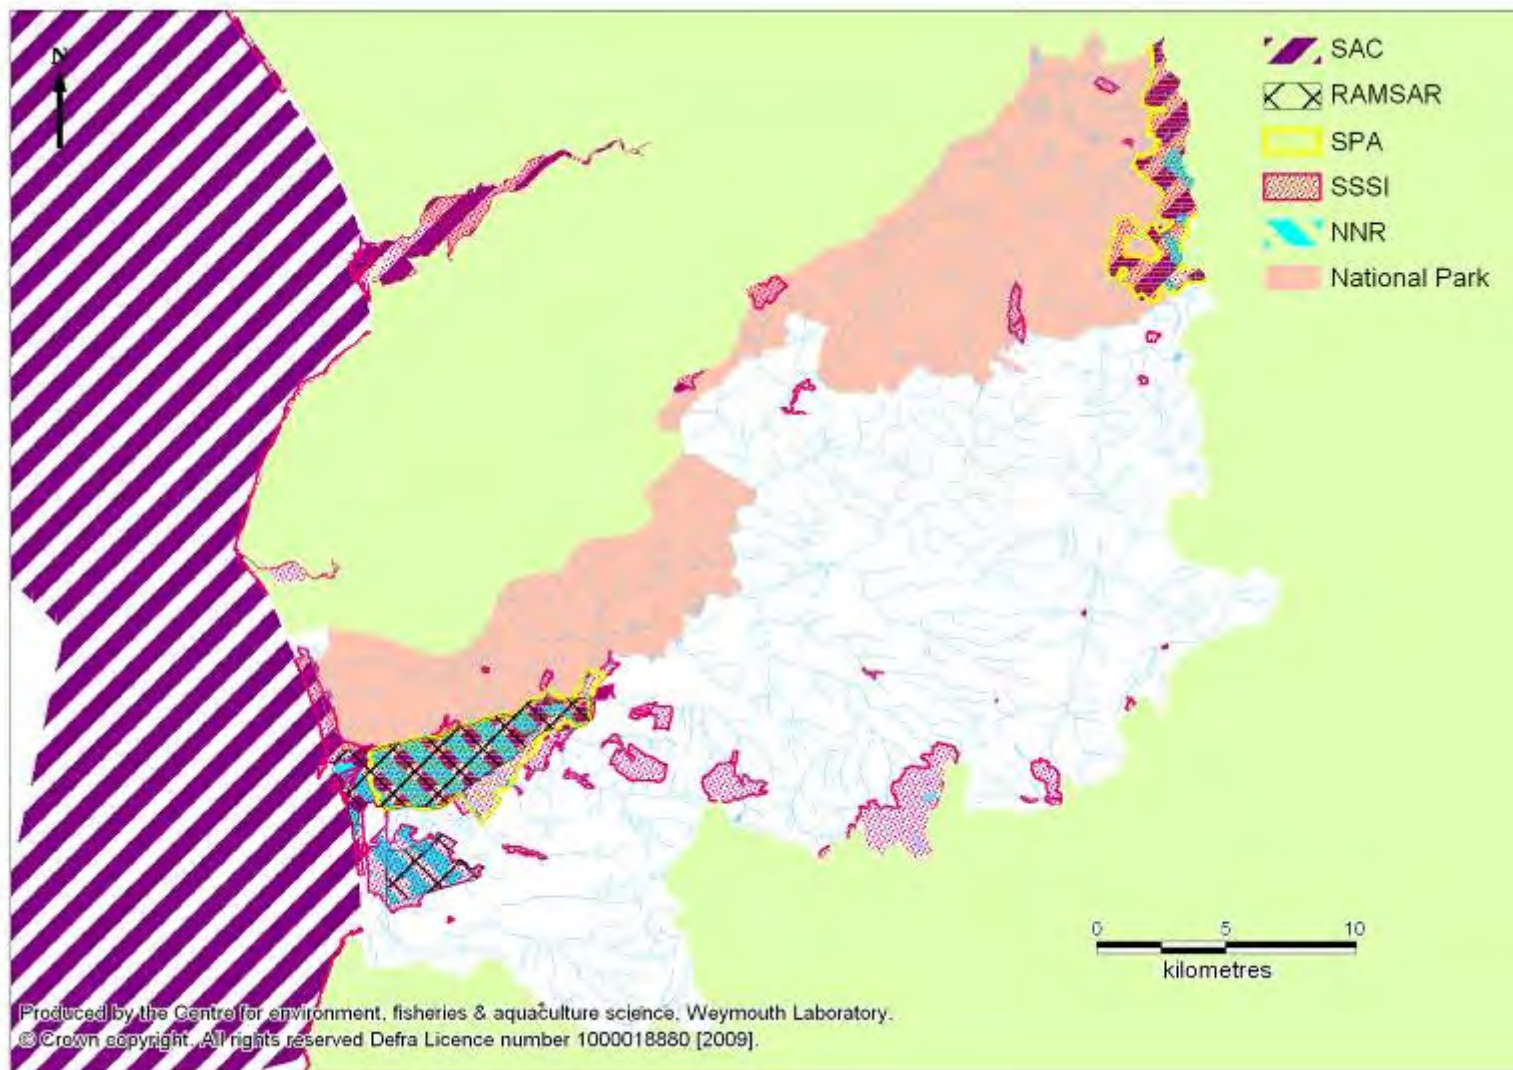 N
SAC
RAMSAR
SPA
SSSI
NNR
National Park
0 5 10
kilometres
Produced by the Centre for environment, fisheries & aquaculture science, Weymouth Laboratory.
© Crown copyright. All rights reserved Defra Licence number 1000018880 [2009].